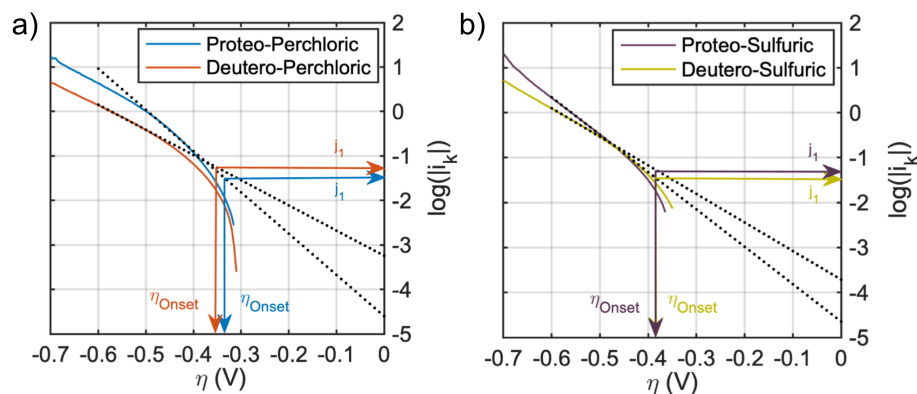 a)
Proteo-Perchloric
Deutero-Perchloric
j1
j1
ηOnset
ηOnset
2
1
0
-1
-2
-3
-4
-5
log(|ik|)
-0.7 -0.6 -0.5 -0.4 -0.3 -0.2 -0.1 0
η (V)
b)
Proteo-Sulfuric
Deutero-Sulfuric
j1
j1
ηOnset
ηOnset
2
1
0
-1
-2
-3
-4
-5
log(|ik|)
-0.7 -0.6 -0.5 -0.4 -0.3 -0.2 -0.1 0
η (V)